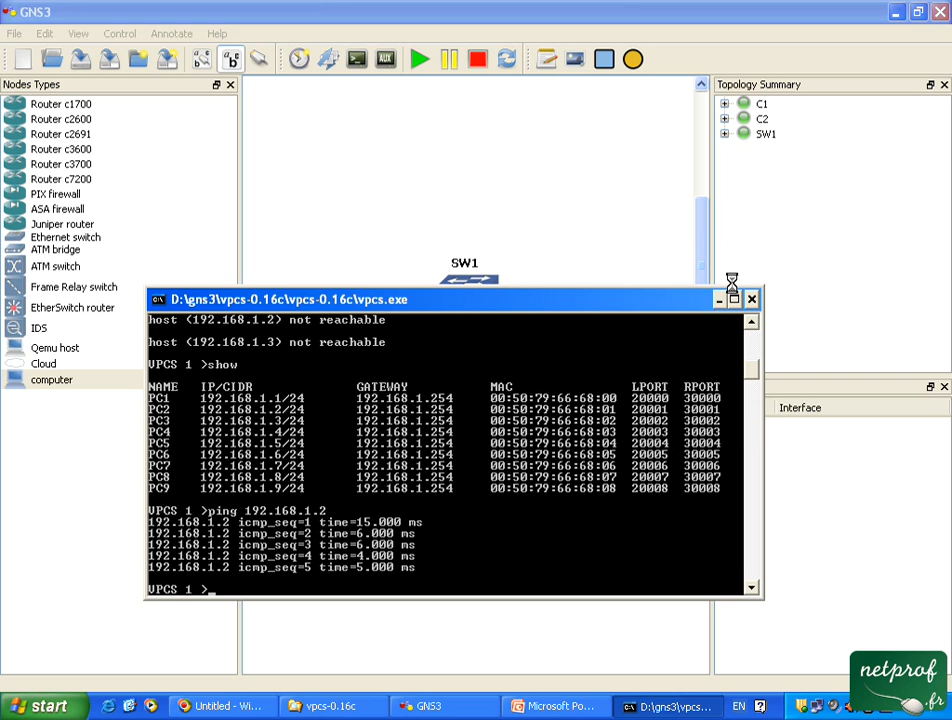 GNS3
File Edit View Control Annotate Help
Nodes Types
Router c1700
Router c2600
Router c2691
Router c3600
Router c3700
Router c7200
PIX firewall
ASA firewall
Juniper router
Ethernet switch
ATM bridge
ATM switch
Frame Relay switch
EtherSwitch router
IDS
Qemu host
Cloud
computer
SW1
Topology Summary
C1
C2
SW1
Interface
D:\gns3\vpcs-0.16c\vpcs-0.16c\vpcs.exe
host (192.168.1.2) not reachable
host (192.168.1.3) not reachable
VPCS 1 >show
NAME IP/CIDR GATEWAY MAC LPORT RPORT
PC1 192.168.1.1/24 192.168.1.254 00:50:79:66:68:00 20000 30000
PC2 192.168.1.2/24 192.168.1.254 00:50:79:66:68:01 20001 30001
PC3 192.168.1.3/24 192.168.1.254 00:50:79:66:68:02 20002 30002
PC4 192.168.1.4/24 192.168.1.254 00:50:79:66:68:03 20003 30003
PC5 192.168.1.5/24 192.168.1.254 00:50:79:66:68:04 20004 30004
PC6 192.168.1.6/24 192.168.1.254 00:50:79:66:68:05 20005 30005
PC7 192.168.1.7/24 192.168.1.254 00:50:79:66:68:06 20006 30006
PC8 192.168.1.8/24 192.168.1.254 00:50:79:66:68:07 20007 30007
PC9 192.168.1.9/24 192.168.1.254 00:50:79:66:68:08 20008 30008
VPCS 1 >ping 192.168.1.2
192.168.1.2 icmp_seq=1 time=15.000 ms
192.168.1.2 icmp_seq=2 time=6.000 ms
192.168.1.2 icmp_seq=3 time=6.000 ms
192.168.1.2 icmp_seq=4 time=4.000 ms
192.168.1.2 icmp_seq=5 time=5.000 ms
VPCS 1 >_
netprof
.fr
start Untitled - Wi... vpcs-0.16c GNS3 Microsoft Po... D:\gns3\vpcs... EN